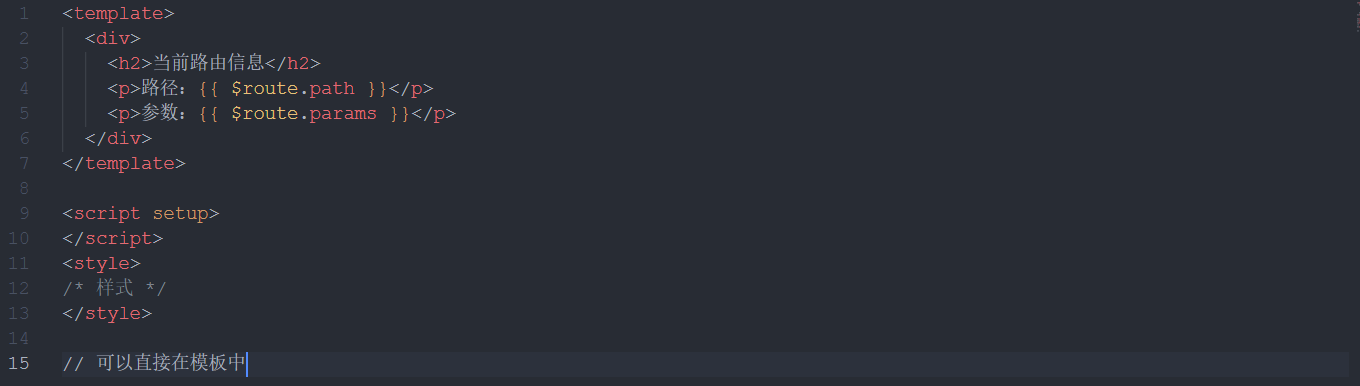 1 <template>
2   <div>
3     <h2>当前路由信息</h2>
4     <p>路径：{{ $route.path }}</p>
5     <p>参数：{{ $route.params }}</p>
6   </div>
7 </template>
8
9 <script setup>
10 </script>
11 <style>
12 /* 样式 */
13 </style>
14
15 // 可以直接在模板中